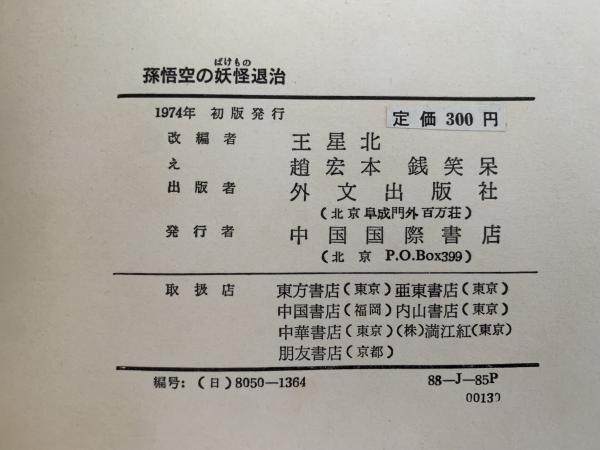 ばけもの
孫悟空の妖怪退治
1974年 初版発行 定価 300 円
改編者 王星北
え 趙宏本 銭笑呆
出版者 外文出版社
(北京阜成門外百万荘)
発行者 中国国際書店
(北京 P.O.Box399)
取扱店 東方書店(東京) 亜東書店(東京)
中国書店(福岡) 内山書店(東京)
中華書店(東京) (株)満江紅(東京)
朋友書店(京都)
編号: (日)8050—1364 88—J—85P